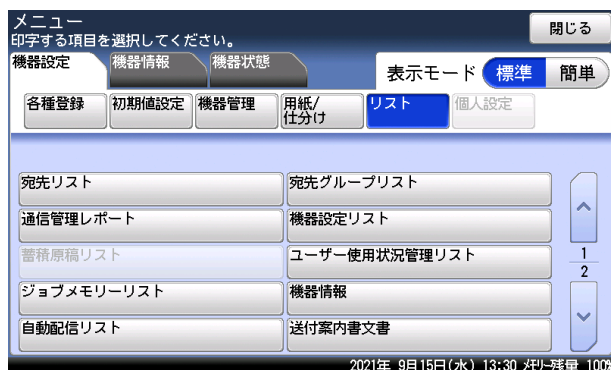 メニュー
印字する項目を選択してください。
閉じる
機器設定 機器情報 機器状態
表示モード 標準 簡単
各種登録 初期値設定 機器管理 用紙/
仕分け リスト 個人設定
宛先リスト 宛先グループリスト
通信管理レポート 機器設定リスト
蓄積原稿リスト ユーザー使用状況管理リスト
1
2
ジョブメモリーリスト 機器情報
自動配信リスト 送付案内書文書
2021年 9月15日(水) 13:30 メモリー残量 100%